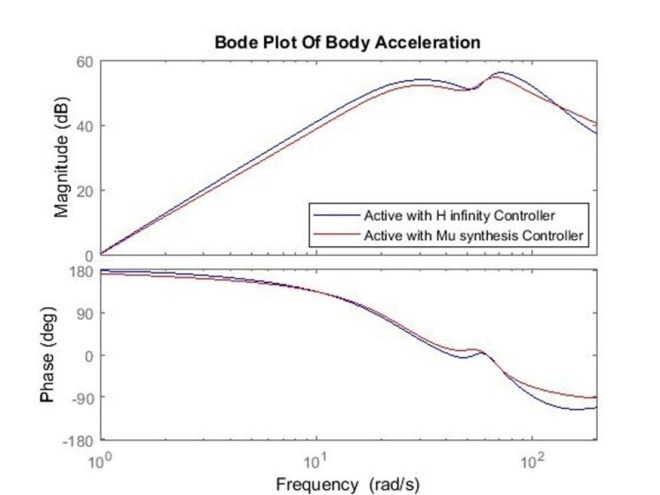 Bode Plot Of Body Acceleration
60
40
20
0
Magnitude (dB)
Active with H infinity Controller
Active with Mu synthesis Controller
180
90
0
-90
-180
Phase (deg)
10^0
10^1
10^2
Frequency (rad/s)